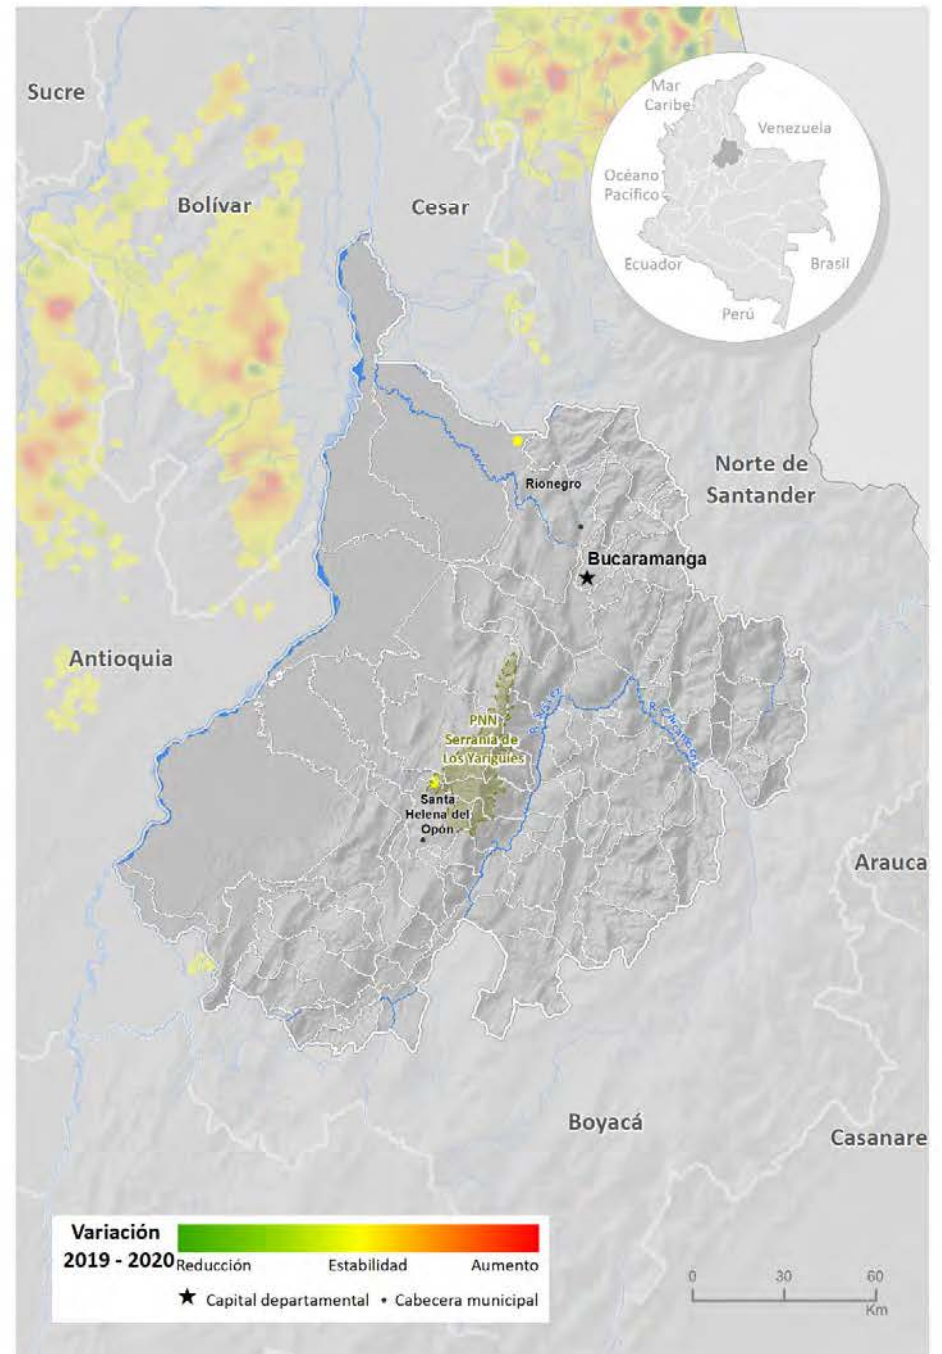 Sucre
Mar
Caribe
Venezuela
Océano
Pacífico
Bolívar
Cesar
Ecuador
Brasil
Perú
Norte de
Santander
Rionegro
Bucaramanga
Antioquia
R. Chicamocha
PNN
Serranía de
Los Yariguíes
Santa
Helena del
Opón
Arauca
Boyacá
Casanare
Variación
2019 - 2020
Reducción
Estabilidad
Aumento
Capital departamental
Cabecera municipal
0
30
60
Km